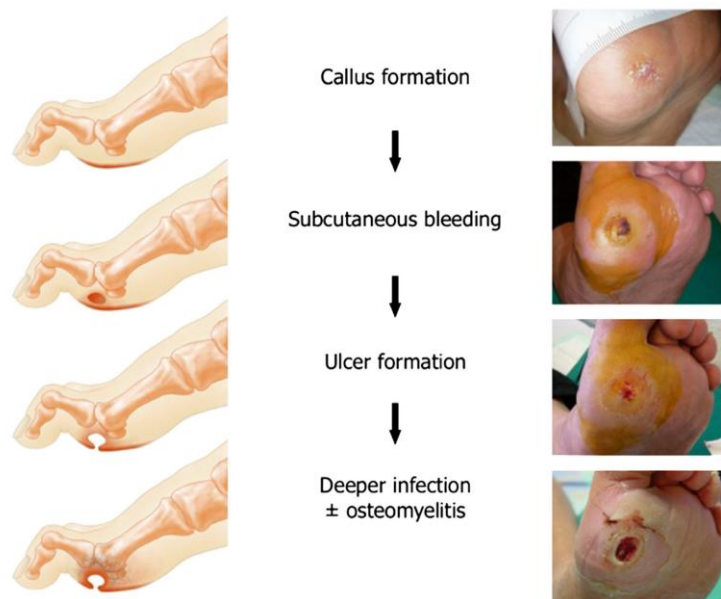 Callus formation
Subcutaneous bleeding
Ulcer formation
Deeper infection
± osteomyelitis